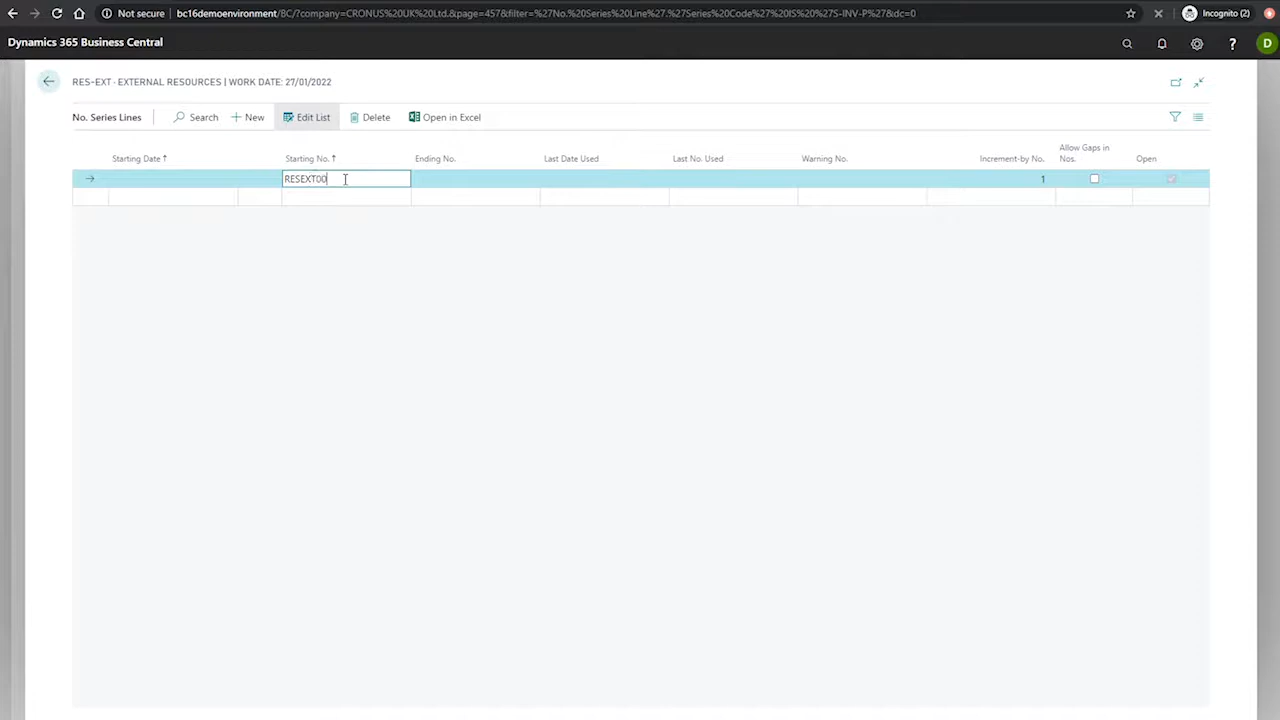 Not secure
bc16demoenvironment/BC/?company=CRONUS%20UK%20Ltd.&page=457&filter=%27No.%20Series%20Line%27.%27Series%20Code%27%20IS%20%27S-INV-P%27&dc=0
Incognito (2)
Dynamics 365 Business Central
?
D
RES-EXT · EXTERNAL RESOURCES | WORK DATE: 27/01/2022
No. Series Lines
Search
New
Edit List
Delete
Open in Excel
Starting Date ↑
Starting No. ↑
Ending No.
Last Date Used
Last No. Used
Warning No.
Increment-by No.
Allow Gaps in
Nos.
Open
RESEXT00
1